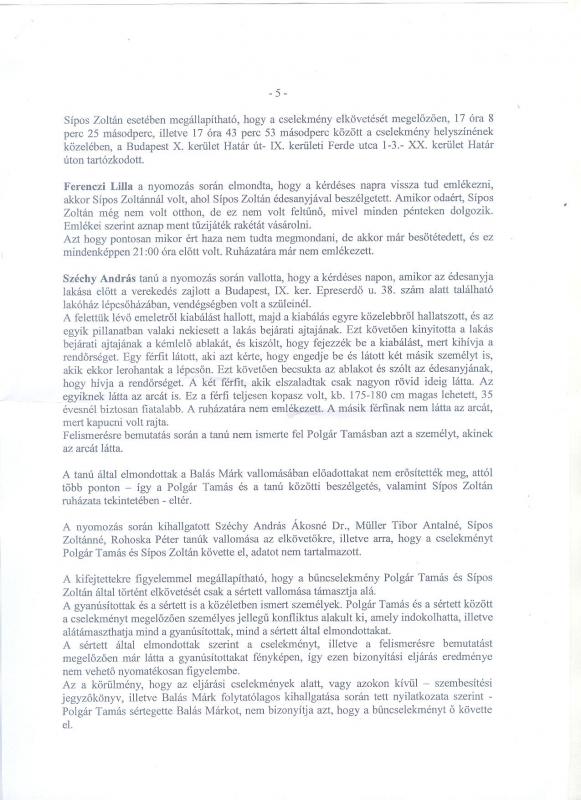 - 5 -
Sípos Zoltán esetében megállapítható, hogy a cselekmény elkövetését megelőzően, 17 óra 8
perc 25 másodperc, illetve 17 óra 43 perc 53 másodperc között a cselekmény helyszínének
közelében, a Budapest X. kerület Határ út- IX. kerületi Ferde utca 1-3.- XX. kerület Határ
úton tartózkodott.
Ferenczi Lilla a nyomozás során elmondta, hogy a kérdéses napra vissza tud emlékezni,
akkor Sípos Zoltánnál volt, ahol Sípos Zoltán édesanyjával beszélgetett. Amikor odaért, Sípos
Zoltán még nem volt otthon, de ez nem volt feltűnő, mivel minden pénteken dolgozik.
Emlékei szerint aznap ment tűzijáték rakétát vásárolni.
Azt hogy pontosan mikor ért haza nem tudta megmondani, de akkor már besötétedett, és ez
mindenképpen 21:00 óra előtt volt. Ruházatára már nem emlékezett.
Széchy András tanú a nyomozás során vallotta, hogy a kérdéses napon, amikor az édesanyja
lakása előtt a verekedés zajlott a Budapest, IX. ker. Epreserdő u. 38. szám alatt található
lakóház lépcsőházában, vendégségben volt a szüleinél.
A felettük lévő emeletről kiabálást hallott, majd a kiabálás egyre közelebbről hallatszott, és az
egyik pillanatban valaki nekiesett a lakás bejárati ajtajának. Ezt követően kinyitotta a lakás
bejárati ajtajának a kémlelő ablakát, és kiszólt, hogy fejezzék be a kiabálást, mert kihívja a
rendőrséget. Egy férfit látott, aki azt kérte, hogy engedje be és látott két másik személyt is,
akik ekkor lerohantak a lépcsőn. Ezt követően becsukta az ablakot és szólt az édesanyjának,
hogy hívja a rendőrséget. A két férfit, akik elszaladtak csak nagyon rövid ideig látta. Az
egyiknek látta az arcát is. Ez a férfi teljesen kopasz volt, kb. 175-180 cm magas lehetett, 35
évesnél biztosan fiatalabb. A ruházatára nem emlékezett. A másik férfinak nem látta az arcát,
mert kapucni volt rajta.
Felismerésre bemutatás során a tanú nem ismerte fel Polgár Tamásban azt a személyt, akinek
az arcát látta.
A tanú által elmondottak a Balás Márk vallomásában előadottakat nem erősítették meg, attól
több ponton – így a Polgár Tamás és a tanú közötti beszélgetés, valamint Sípos Zoltán
ruházata tekintetében - eltér.
A nyomozás során kihallgatott Széchy András Ákosné Dr., Müller Tibor Antalné, Sípos
Zoltánné, Rohoska Péter tanúk vallomása az elkövetőkre, illetve arra, hogy a cselekményt
Polgár Tamás és Sípos Zoltán követte el, adatot nem tartalmazott.
A kifejtettekre figyelemmel megállapítható, hogy a bűncselekmény Polgár Tamás és Sípos
Zoltán által történt elkövetését csak a sértett vallomása támasztja alá.
A gyanúsítottak és a sértett is a közéletben ismert személyek. Polgár Tamás és a sértett között
a cselekményt megelőzően személyes jellegű konfliktus alakult ki, amely indokolhatta, illetve
alátámaszthatja mind a gyanúsítottak, mind a sértett által elmondottakat.
A sértett által elmondottak szerint a cselekményt, illetve a felismerésre bemutatást
megelőzően már látta a gyanúsítottakat fényképen, így ezen bizonyítási eljárás eredménye
nem vehető nyomatékosan figyelembe.
Az a körülmény, hogy az eljárási cselekmények alatt, vagy azokon kívül – szembesítési
jegyzőkönyv, illetve Balás Márk folytatólagos kihallgatása során tett nyilatkozata szerint -
Polgár Tamás sértegette Balás Márkot, nem bizonyítja azt, hogy a bűncselekményt ő követte
el.